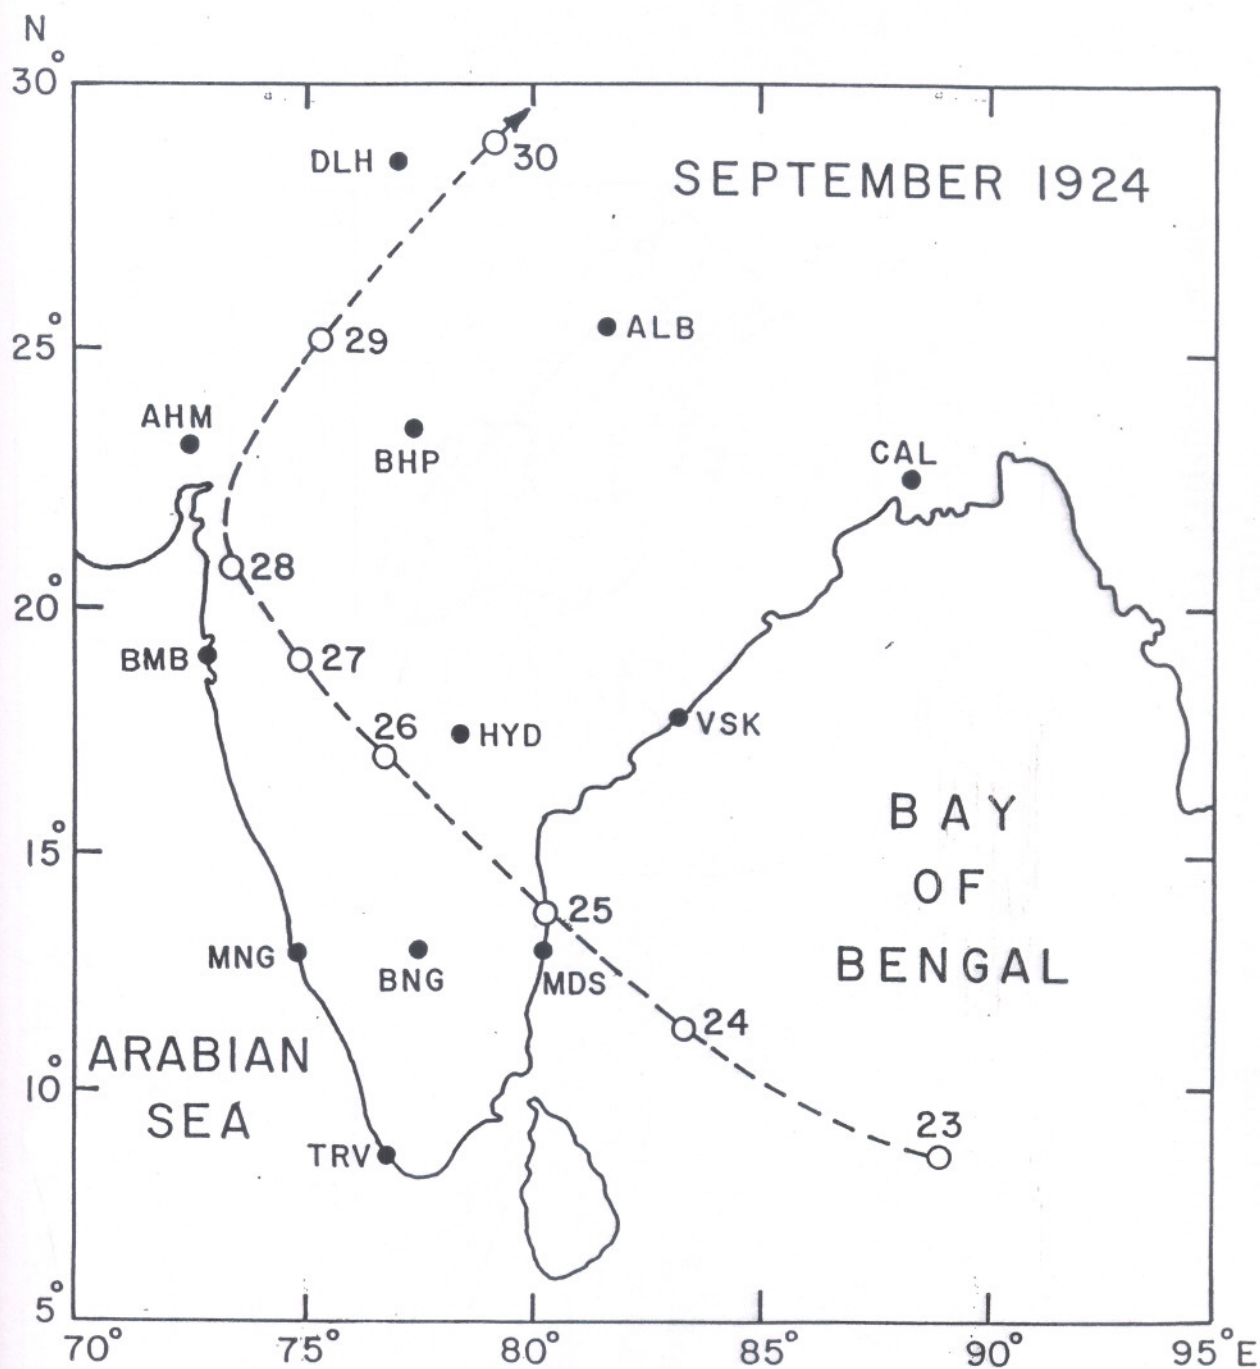 N
30°
DLH
30
SEPTEMBER 1924
25°
29
ALB
AHM
BHP
CAL
28
20°
BMB
27
26
HYD
VSK
15°
BAY
OF
BENGAL
25
MNG
BNG
MDS
24
ARABIAN
SEA
10°
23
TRV
5°
70° 75° 80° 85° 90° 95°E